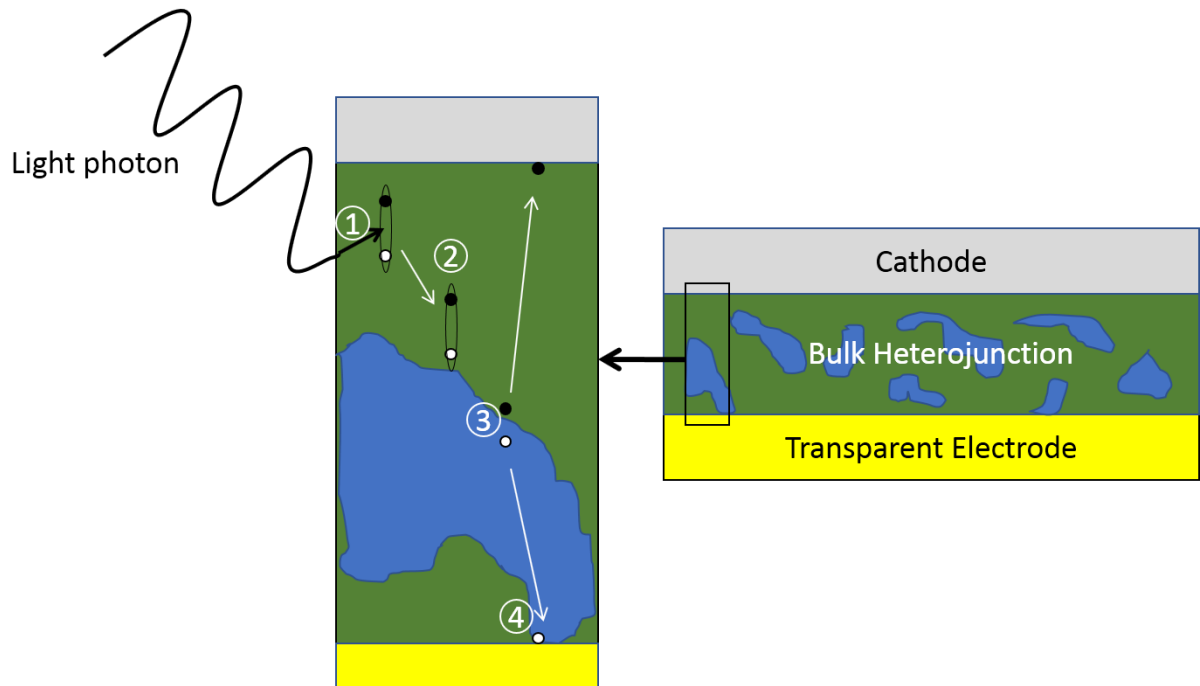 Light photon
①
②
③
④
Cathode
Bulk Heterojunction
Transparent Electrode